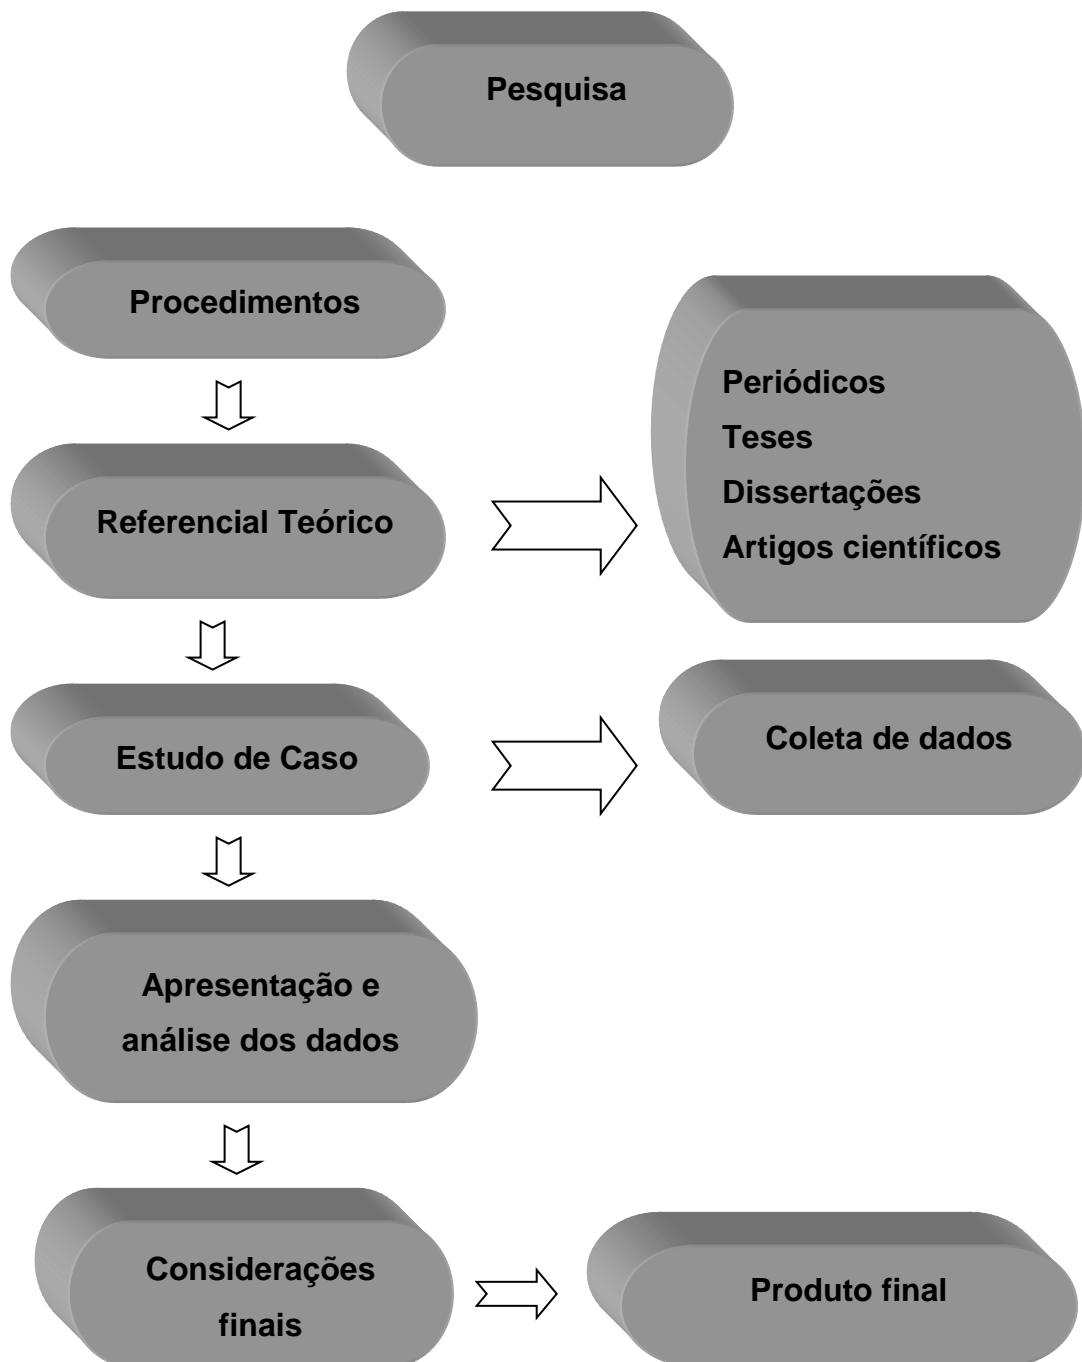 Pesquisa
Procedimentos
Referencial Teórico
Periódicos
Teses
Dissertações
Artigos científicos
Estudo de Caso
Coleta de dados
Apresentação e
análise dos dados
Considerações
finais
Produto final